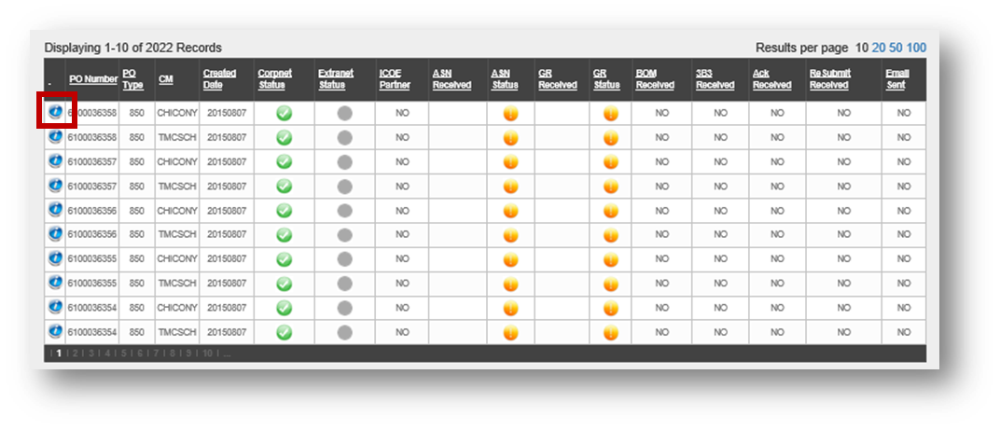 Displaying 1-10 of 2022 Records Results per page 10 20 50 100
. PO Number PO Type CM Created Date Corpnet Status Extranet Status ICOE Partner ASN Received ASN Status GR Received GR Status BOM Received 3B3 Received Ack Received ReSubmit Received Email Sent
6100036358 850 CHICONY 20150807 NO NO NO NO NO NO
6100036358 850 TMCSCH 20150807 NO NO NO NO NO NO
6100036357 850 CHICONY 20150807 NO NO NO NO NO NO
6100036357 850 TMCSCH 20150807 NO NO NO NO NO NO
6100036356 850 CHICONY 20150807 NO NO NO NO NO NO
6100036356 850 TMCSCH 20150807 NO NO NO NO NO NO
6100036355 850 CHICONY 20150807 NO NO NO NO NO NO
6100036355 850 TMCSCH 20150807 NO NO NO NO NO NO
6100036354 850 CHICONY 20150807 NO NO NO NO NO NO
6100036354 850 TMCSCH 20150807 NO NO NO NO NO NO
| 1 | 2 | 3 | 4 | 5 | 6 | 7 | 8 | 9 | 10 | ...